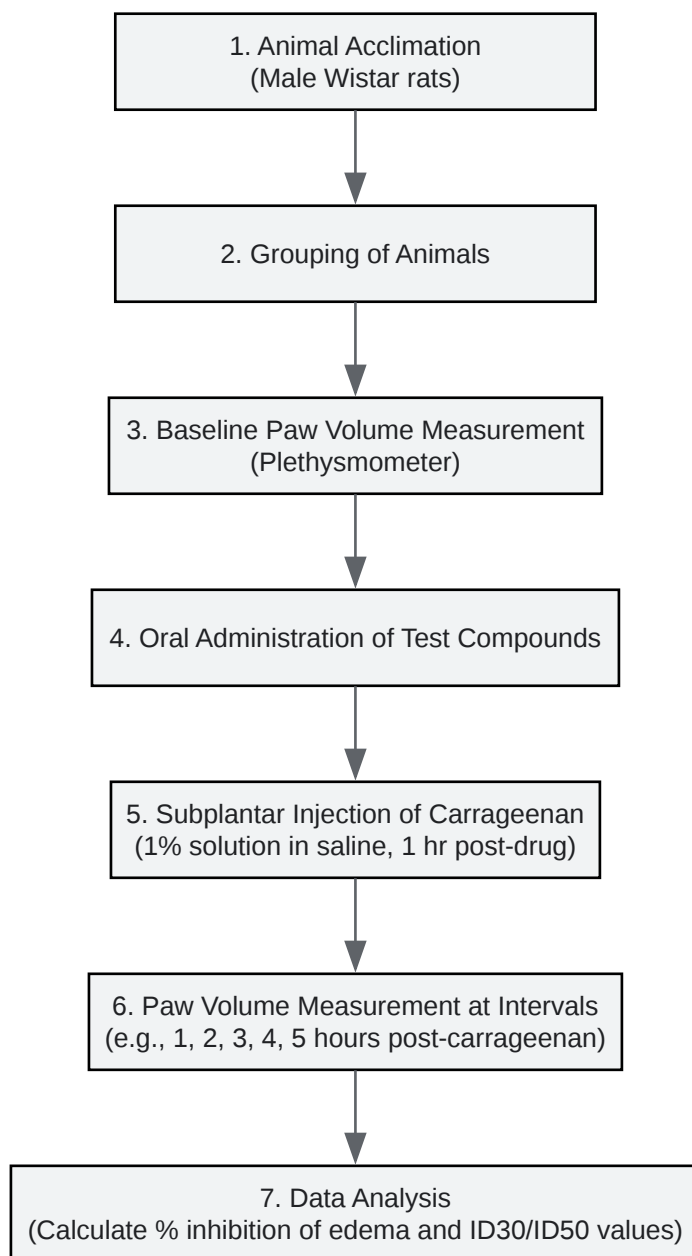 1. Animal Acclimation
(Male Wistar rats)
2. Grouping of Animals
3. Baseline Paw Volume Measurement
(Plethysmometer)
4. Oral Administration of Test Compounds
5. Subplantar Injection of Carrageenan
(1% solution in saline, 1 hr post-drug)
6. Paw Volume Measurement at Intervals
(e.g., 1, 2, 3, 4, 5 hours post-carrageenan)
7. Data Analysis
(Calculate % inhibition of edema and ID30/ID50 values)